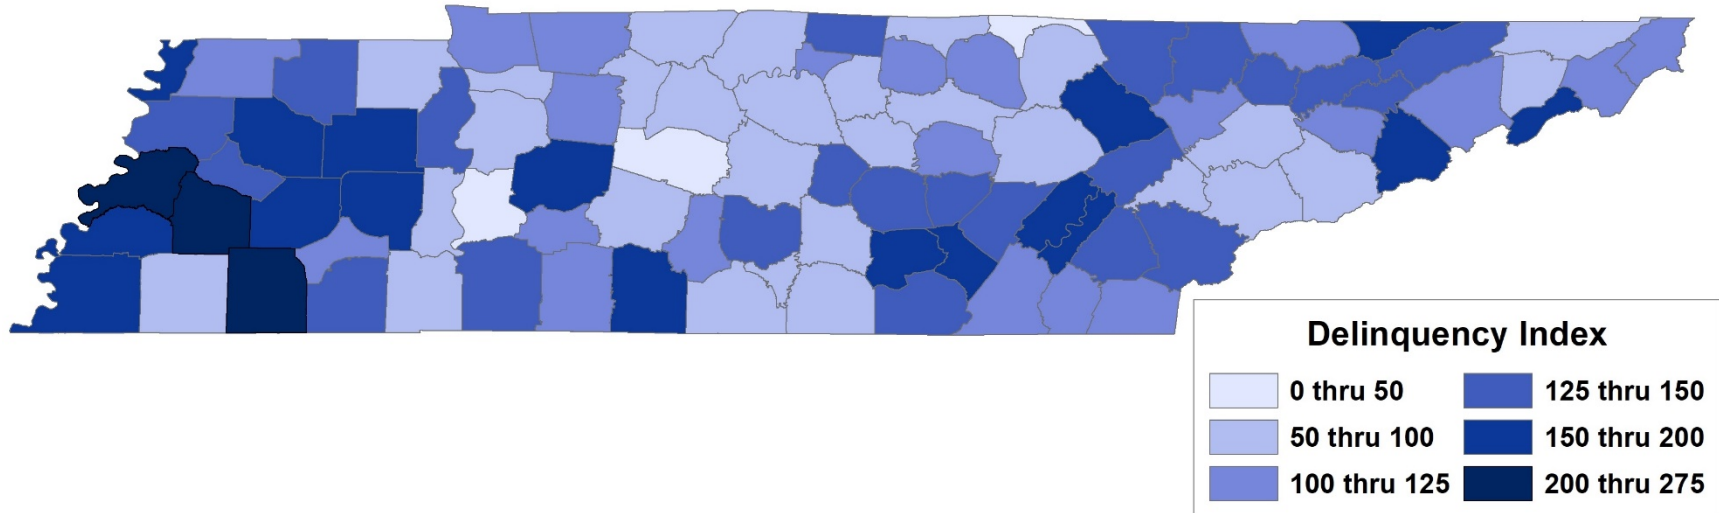 Delinquency Index
0 thru 50
125 thru 150
50 thru 100
150 thru 200
100 thru 125
200 thru 275